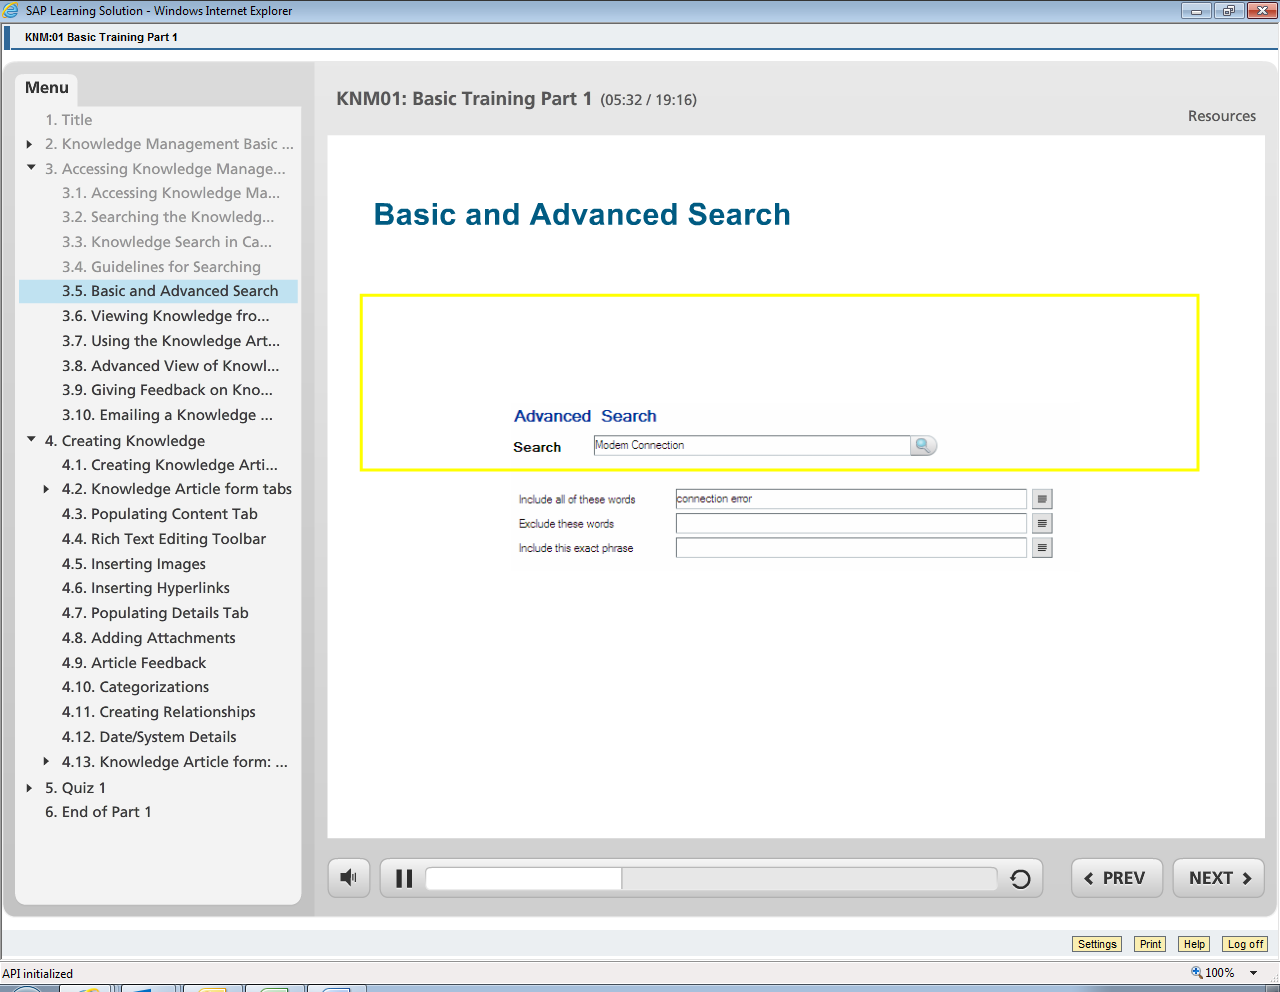 SAP Learning Solution - Windows Internet Explorer
KNM:01 Basic Training Part 1
Menu
1. Title
2. Knowledge Management Basic ...
3. Accessing Knowledge Manage...
3.1. Accessing Knowledge Ma...
3.2. Searching the Knowledg...
3.3. Knowledge Search in Ca...
3.4. Guidelines for Searching
3.5. Basic and Advanced Search
3.6. Viewing Knowledge fro...
3.7. Using the Knowledge Art...
3.8. Advanced View of Knowl...
3.9. Giving Feedback on Kno...
3.10. Emailing a Knowledge ...
4. Creating Knowledge
4.1. Creating Knowledge Arti...
4.2. Knowledge Article form tabs
4.3. Populating Content Tab
4.4. Rich Text Editing Toolbar
4.5. Inserting Images
4.6. Inserting Hyperlinks
4.7. Populating Details Tab
4.8. Adding Attachments
4.9. Article Feedback
4.10. Categorizations
4.11. Creating Relationships
4.12. Date/System Details
4.13. Knowledge Article form: ...
5. Quiz 1
6. End of Part 1
KNM01: Basic Training Part 1 (05:32 / 19:16)
Resources
Basic and Advanced Search
Advanced Search
Search Modem Connection
Include all of these words connection error
Exclude these words
Include this exact phrase
PREV NEXT
Settings Print Help Log off
API initialized 100%